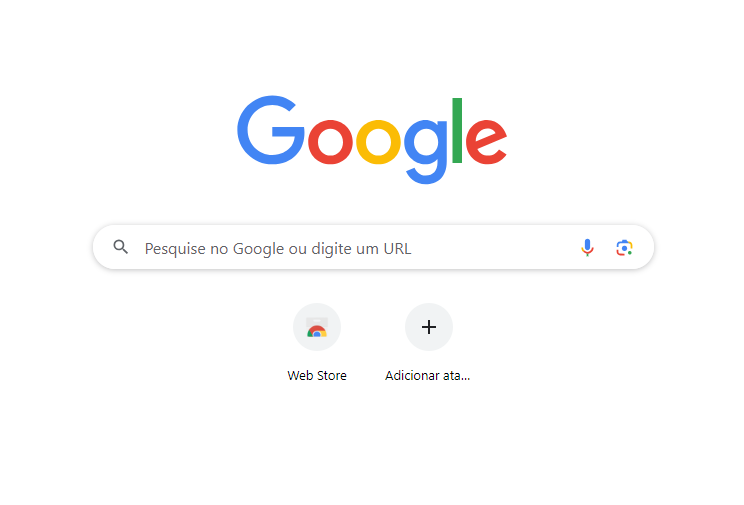 Google
Pesquise no Google ou digite um URL
Web Store
Adicionar ata...